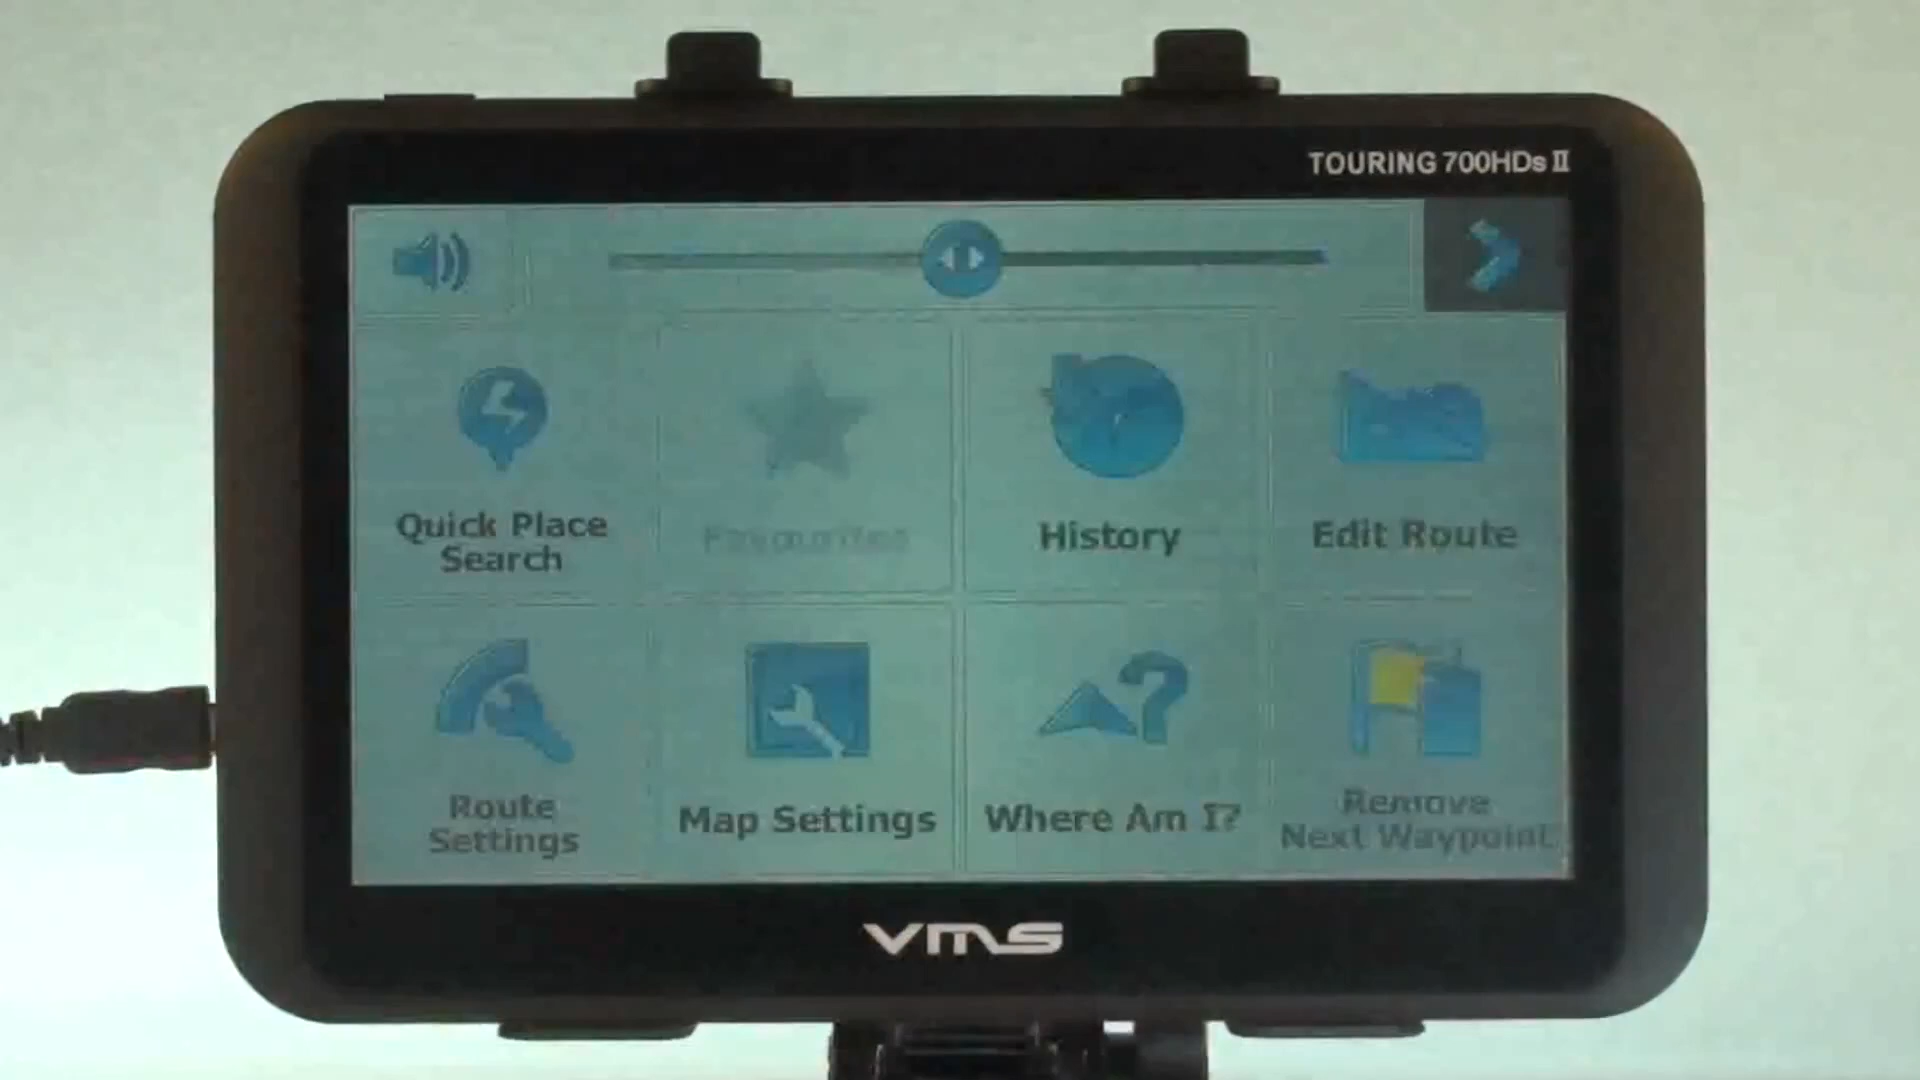 TOURING 700HDs II
Quick Place
Search
Favourites
History
Edit Route
Route
Settings
Map Settings
Where Am I?
Remove
Next Waypoint
VMS